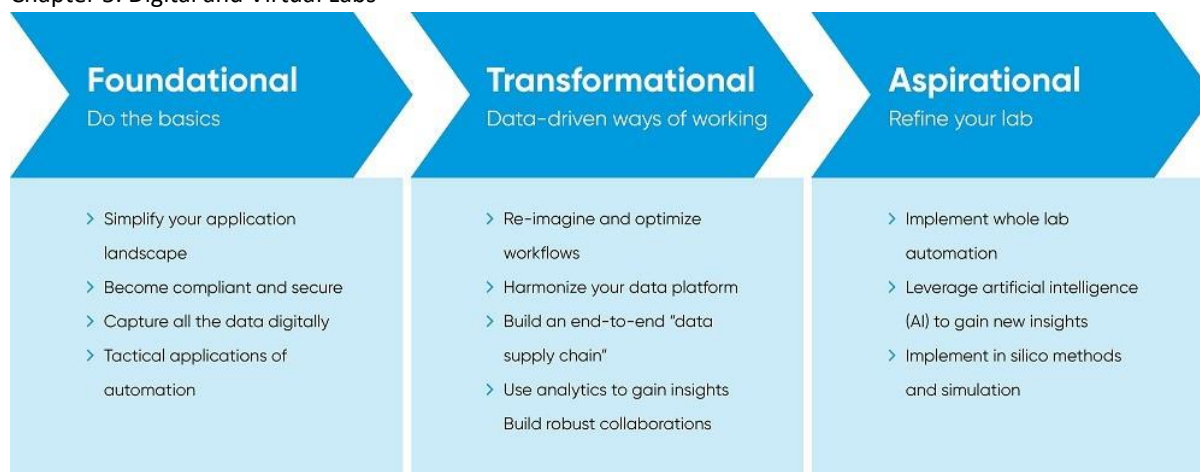 Chapter 3: Digital and Virtual Labs
Foundational
Do the basics
Simplify your application
landscape
Become compliant and secure
Capture all the data digitally
Tactical applications of
automation
Transformational
Data-driven ways of working
Re-imagine and optimize
workflows
Harmonize your data platform
Build an end-to-end "data
supply chain"
Use analytics to gain insights
Build robust collaborations
Aspirational
Refine your lab
Implement whole lab
automation
Leverage artificial intelligence
(AI) to gain new insights
Implement in silico methods
and simulation